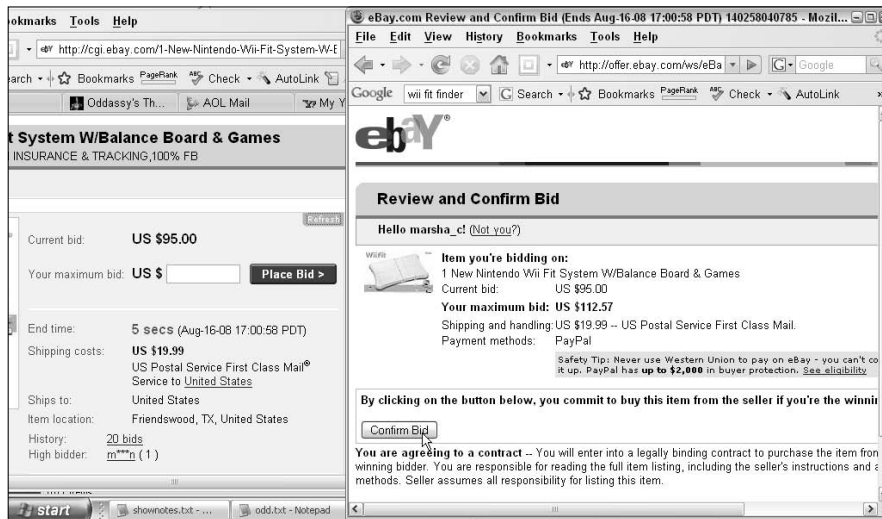 ookmarks Tools Help
http://cgi.ebay.com/1-New-Nintendo-Wii-Fit-System-W-E
earch Bookmarks PageRank Check AutoLink
Oddassy's Th... AOL Mail My Y
t System W/Balance Board & Games
INSURANCE & TRACKING,100% FB
Refresh
Current bid: US $95.00
Your maximum bid: US $ Place Bid >
End time: 5 secs (Aug-16-08 17:00:58 PDT)
Shipping costs: US $19.99
US Postal Service First Class Mail®
Service to United States
Ships to: United States
Item location: Friendswood, TX, United States
History: 20 bids
High bidder: m***n ( 1 )
start shownotes.txt - ... odd.txt - Notepad
eBay.com Review and Confirm Bid (Ends Aug-16-08 17:00:58 PDT) 140258040785 - Mozil...
File Edit View History Bookmarks Tools Help
http://offer.ebay.com/ws/eBa Google
Google wii fit finder Search Bookmarks PageRank Check AutoLink »
ebaY®
Review and Confirm Bid
Hello marsha_c! (Not you?)
WiiFit
Item you're bidding on:
1 New Nintendo Wii Fit System W/Balance Board & Games
Current bid: US $95.00
Your maximum bid: US $112.57
Shipping and handling: US $19.99 -- US Postal Service First Class Mail.
Payment methods: PayPal
Safety Tip: Never use Western Union to pay on eBay - you can't co
it up. PayPal has up to $2,000 in buyer protection. See eligibility
By clicking on the button below, you commit to buy this item from the seller if you're the winnin
Confirm Bid
You are agreeing to a contract -- You will enter into a legally binding contract to purchase the item from
winning bidder. You are responsible for reading the full item listing, including the seller's instructions and a
methods. Seller assumes all responsibility for listing this item.